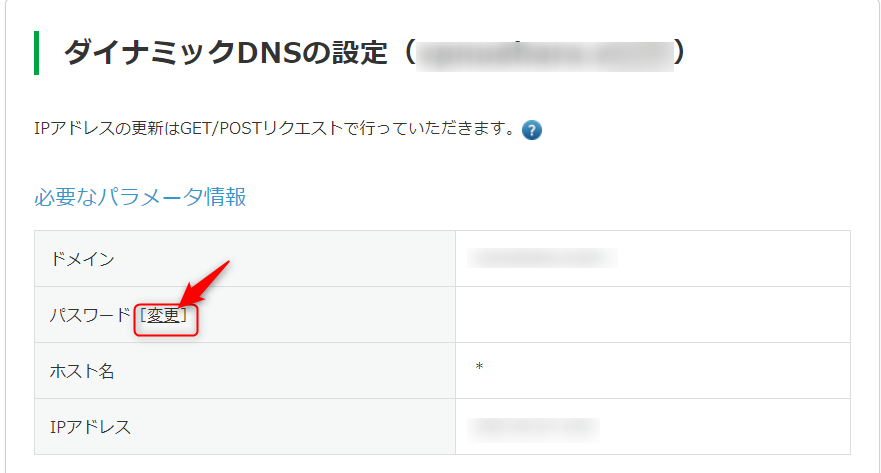 ダイナミックDNSの設定（ ）
IPアドレスの更新はGET/POSTリクエストで行っていただきます。 ?
必要なパラメータ情報
ドメイン
パスワード [変更]
ホスト名 *
IPアドレス